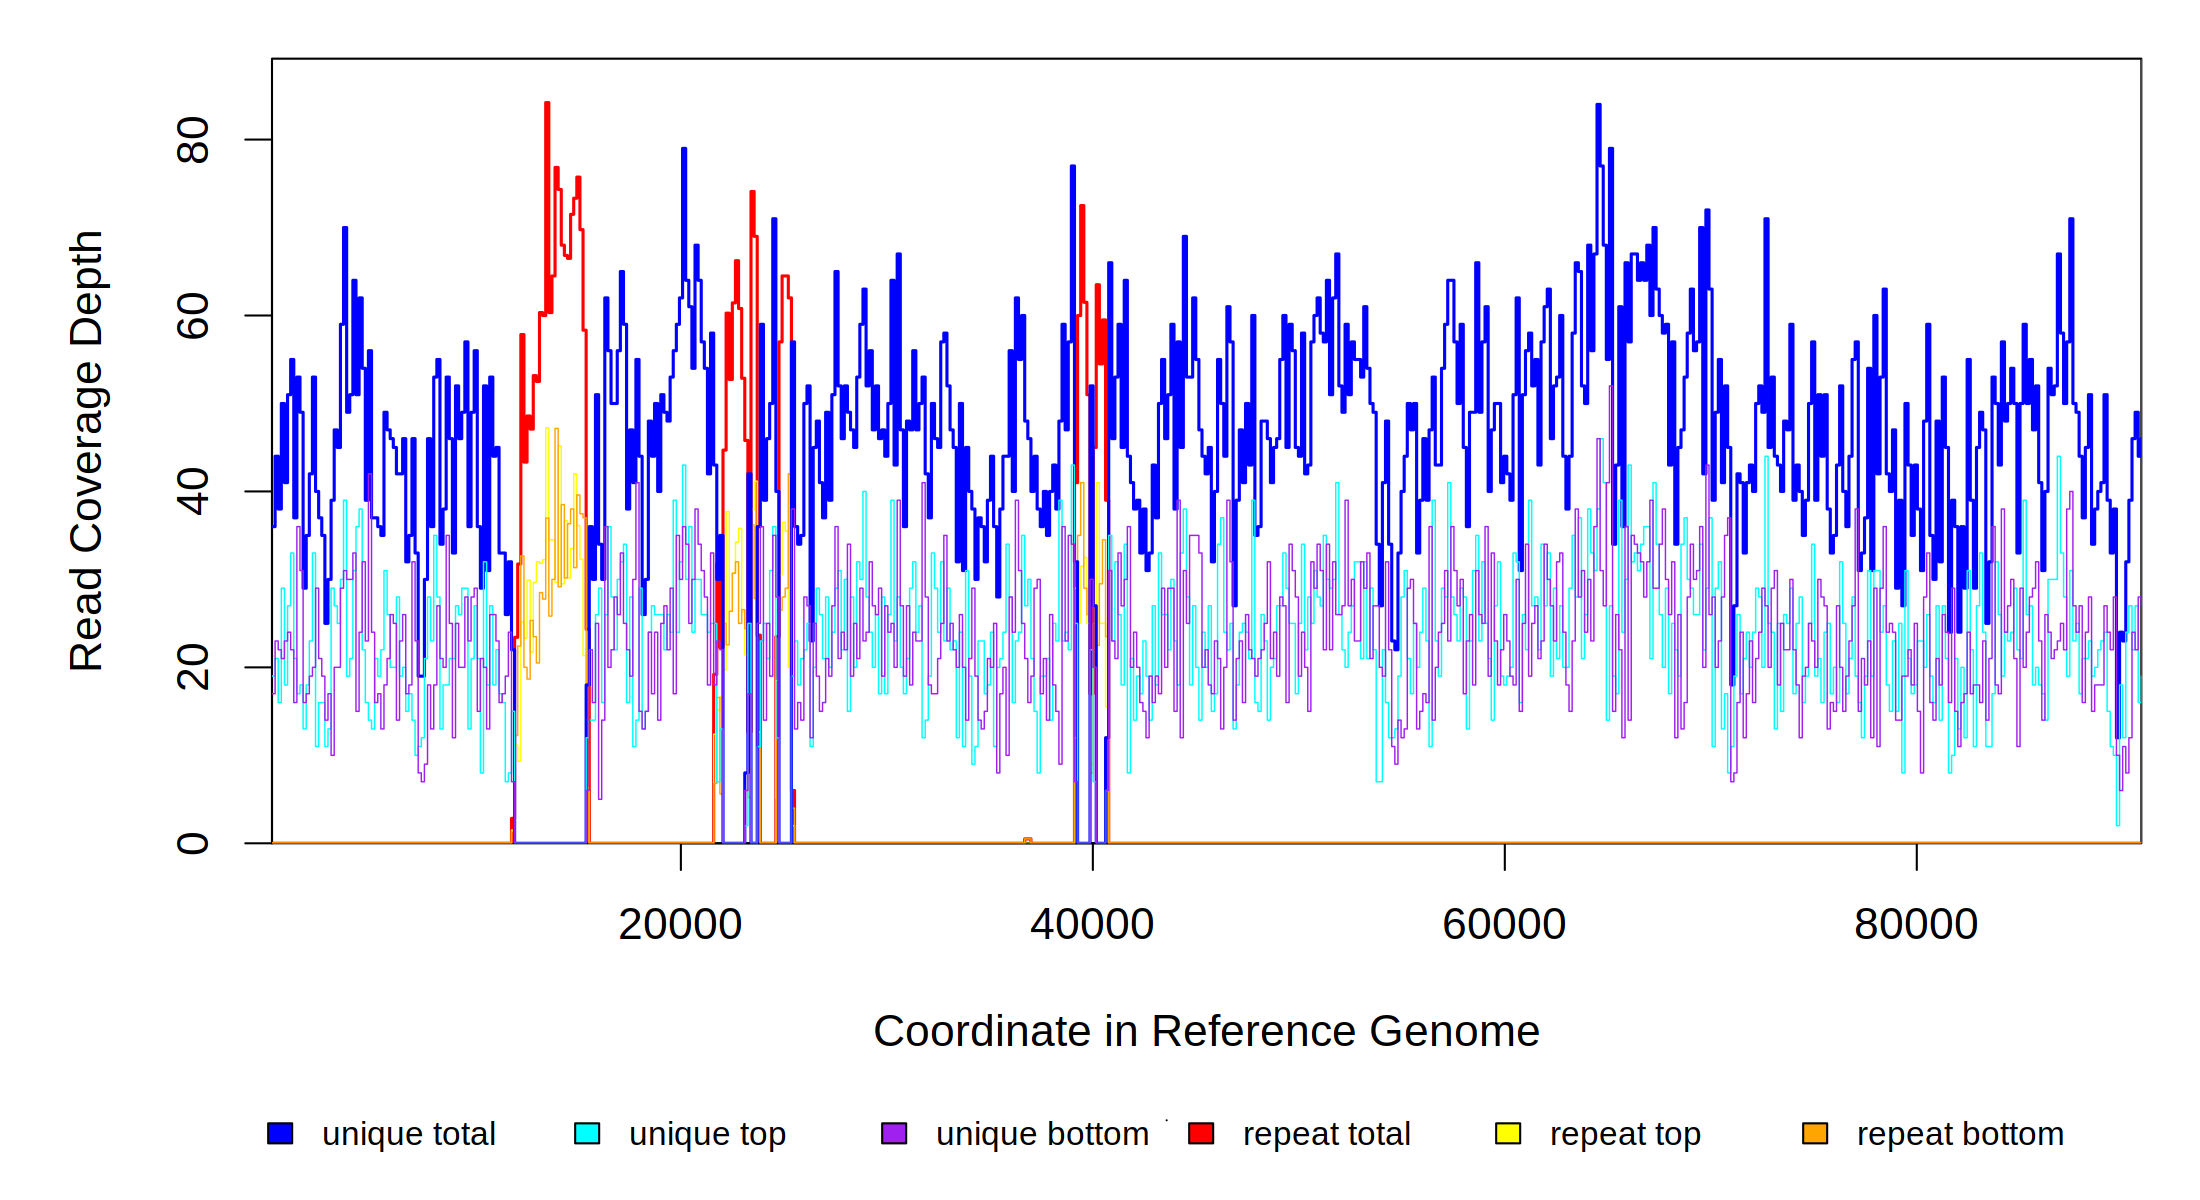 80
60
40
20
0
Read Coverage Depth
20000 40000 60000 80000
Coordinate in Reference Genome
unique total unique top unique bottom repeat total repeat top repeat bottom